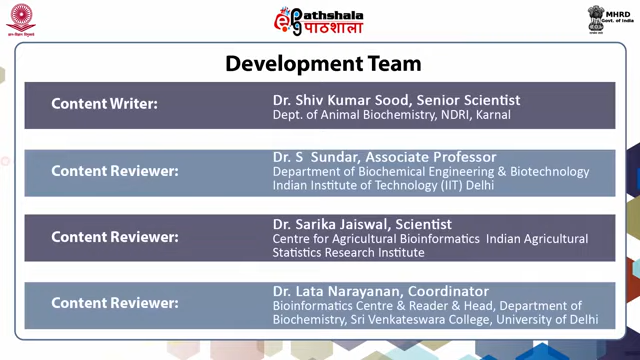 Pathshala
पाठशाला
MHRD
Govt. of India
Development Team
Content Writer:
Dr. Shiv Kumar Sood, Senior Scientist
Dept. of Animal Biochemistry, NDRI, Karnal
Content Reviewer:
Dr. S Sundar, Associate Professor
Department of Biochemical Engineering & Biotechnology
Indian Institute of Technology (IIT) Delhi
Content Reviewer:
Dr. Sarika Jaiswal, Scientist
Centre for Agricultural Bioinformatics Indian Agricultural
Statistics Research Institute
Content Reviewer:
Dr. Lata Narayanan, Coordinator
Bioinformatics Centre & Reader & Head, Department of
Biochemistry, Sri Venkateswara College, University of Delhi